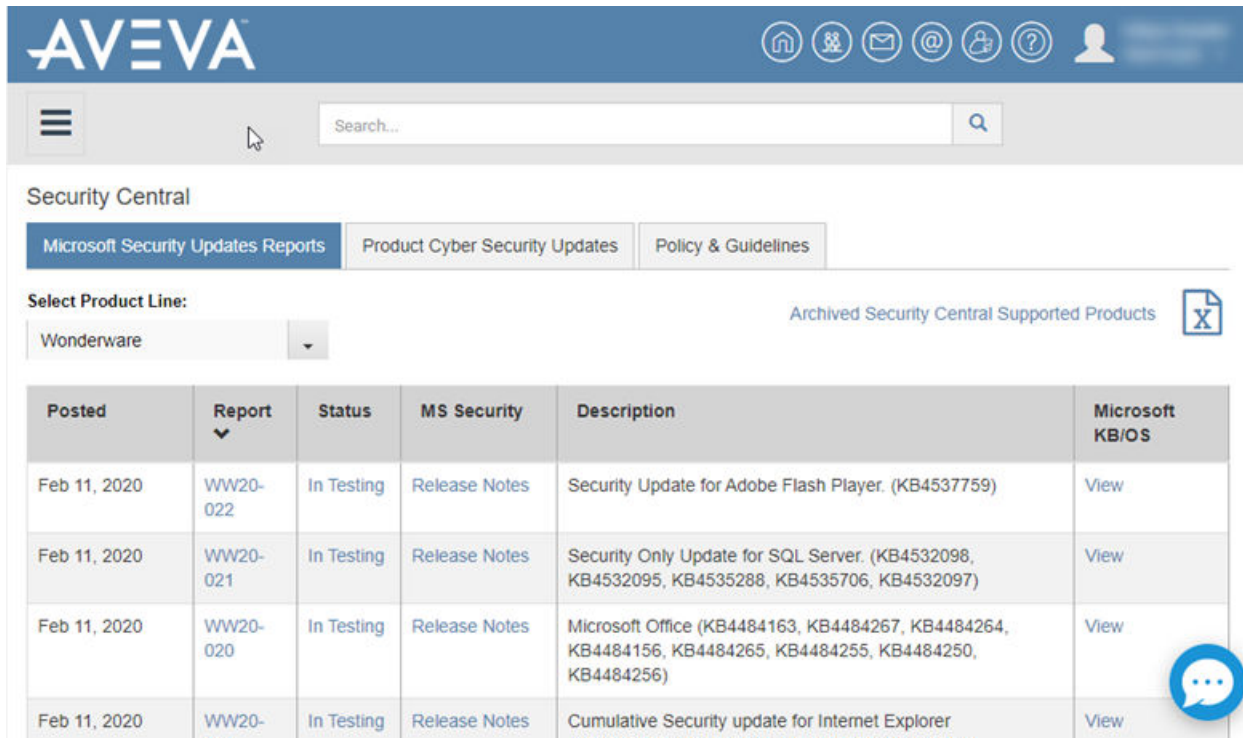 AVEVA
Search...
Security Central
Microsoft Security Updates Reports Product Cyber Security Updates Policy & Guidelines
Select Product Line:
Archived Security Central Supported Products
Wonderware
Posted Report Status MS Security Description Microsoft
KB/OS
Feb 11, 2020 WW20- In Testing Release Notes Security Update for Adobe Flash Player. (KB4537759) View
022
Feb 11, 2020 WW20- In Testing Release Notes Security Only Update for SQL Server. (KB4532098, View
021 KB4532095, KB4535288, KB4535706, KB4532097)
Feb 11, 2020 WW20- In Testing Release Notes Microsoft Office (KB4484163, KB4484267, KB4484264, View
020 KB4484156, KB4484265, KB4484255, KB4484250,
KB4484256)
Feb 11, 2020 WW20- In Testing Release Notes Cumulative Security update for Internet Explorer View